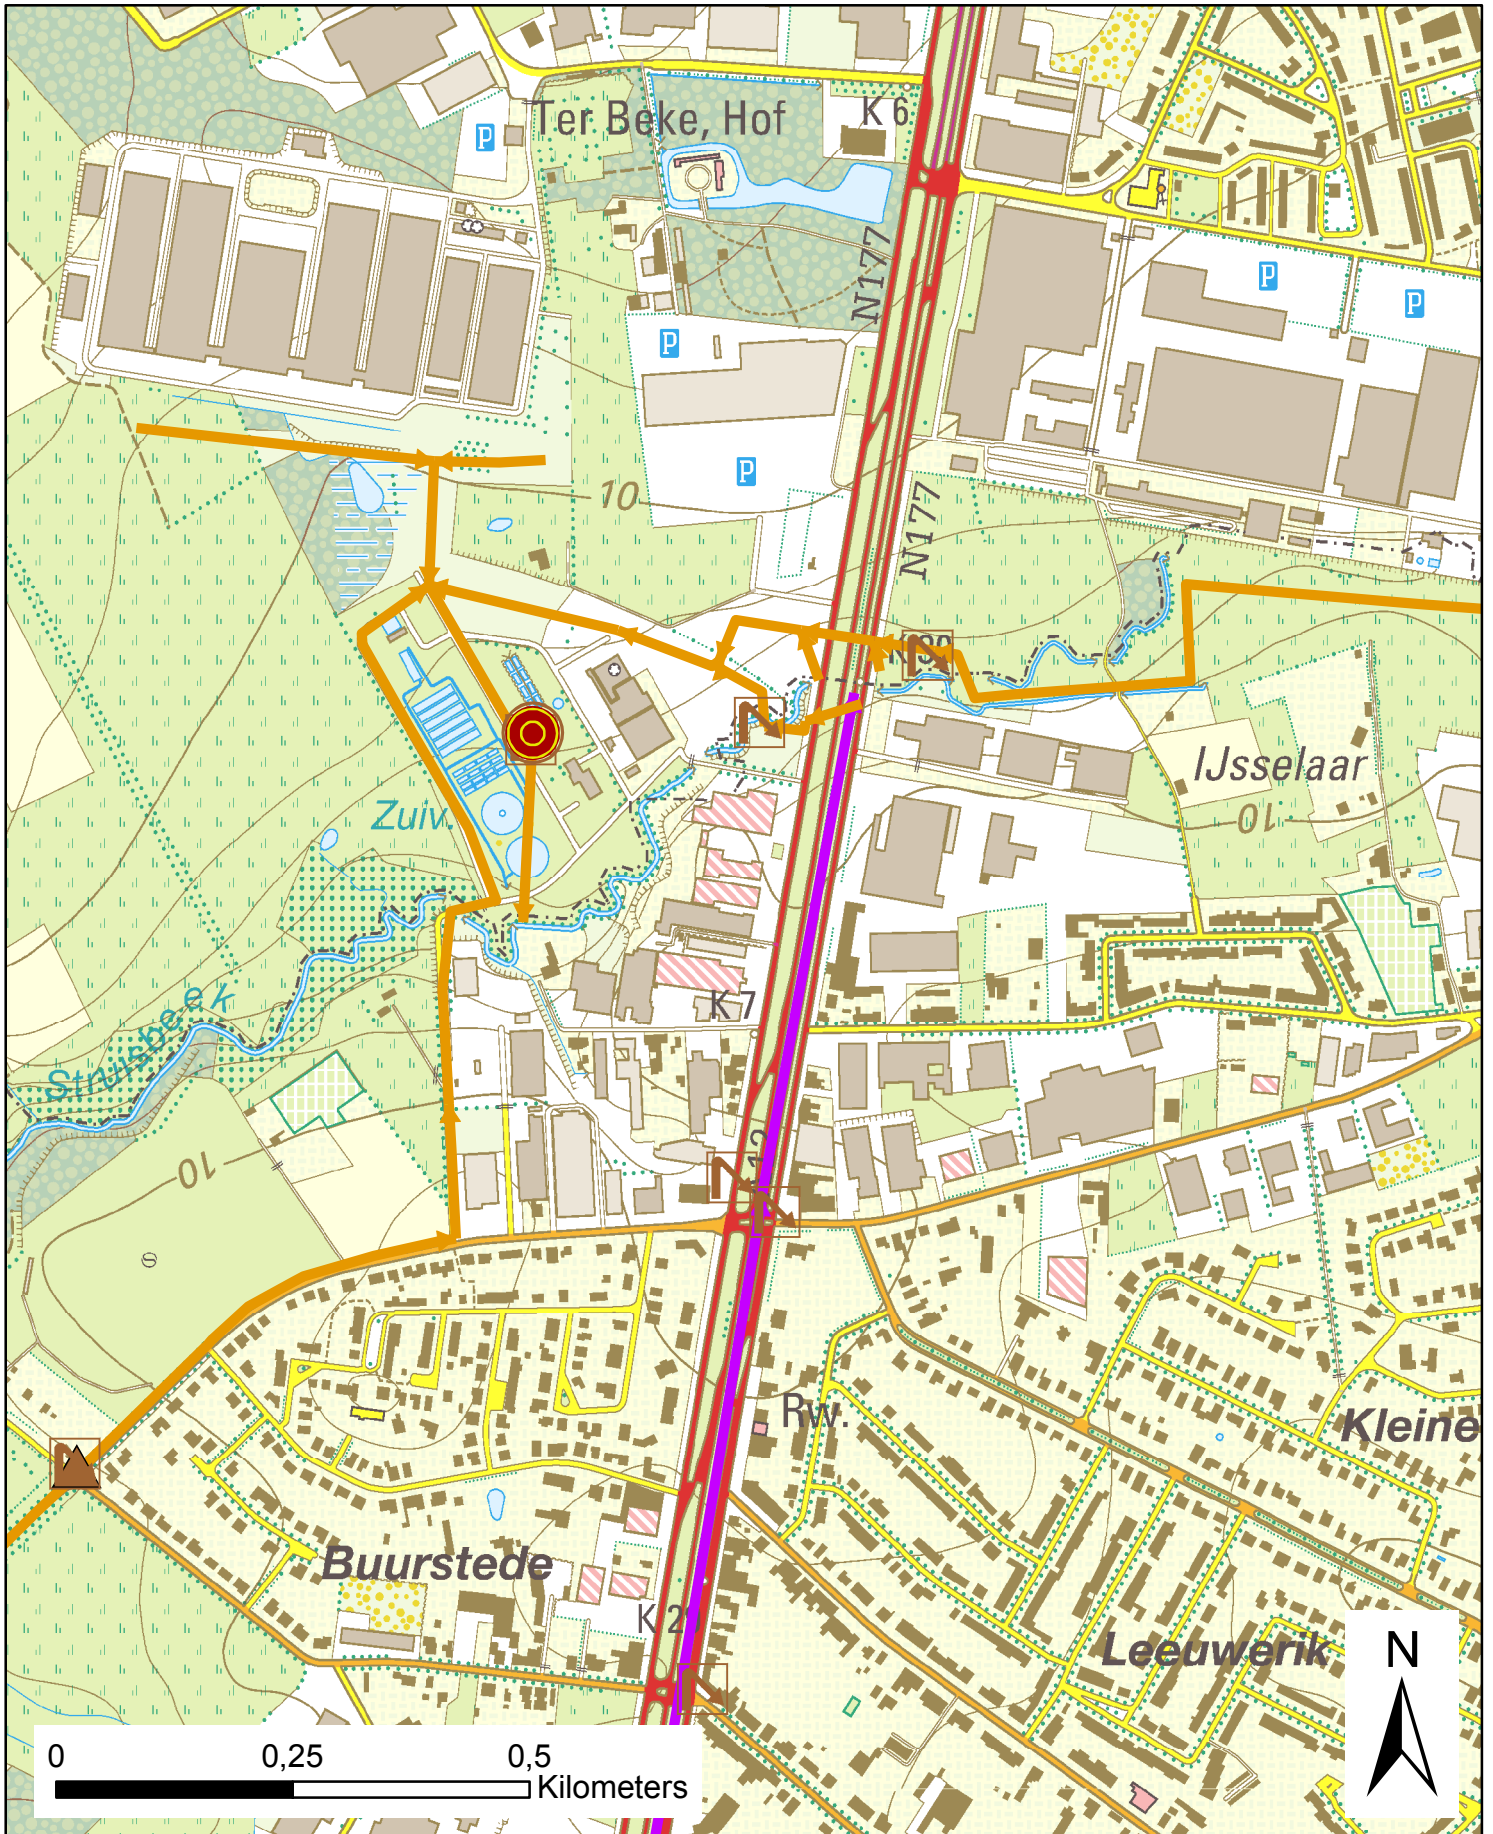 Ter Beke, Hof
K 6
P
N177
P
P
P
P
10
N177
IJsselaar
10
Zuiv.
Struisbeek
K 7
10
Rw.
Kleine
Buurstede
K 2
Leeuwerik
N
0 0,25 0,5
Kilometers